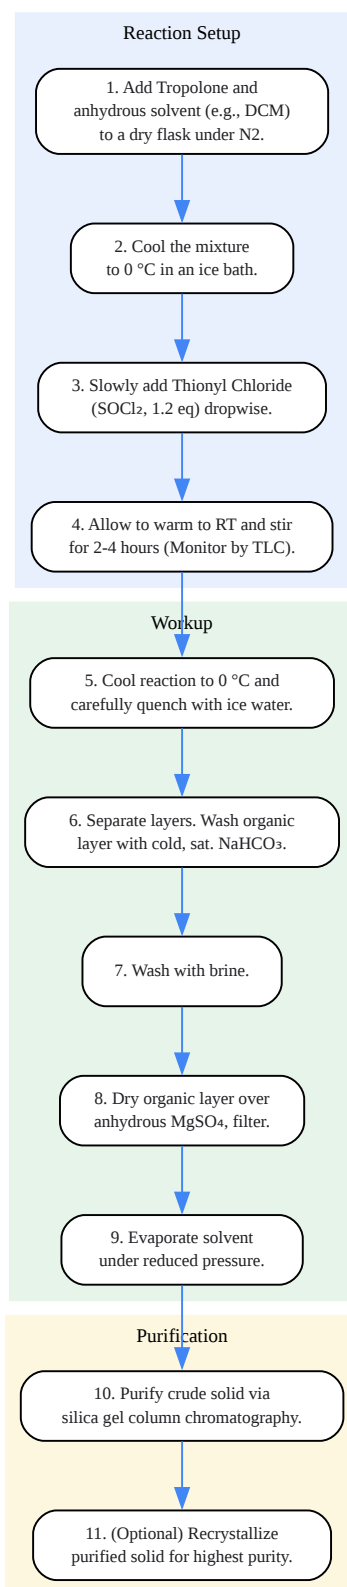 Reaction Setup
1. Add Tropolone and
anhydrous solvent (e.g., DCM)
to a dry flask under N2.
2. Cool the mixture
to 0 °C in an ice bath.
3. Slowly add Thionyl Chloride
(SOCl₂, 1.2 eq) dropwise.
4. Allow to warm to RT and stir
for 2-4 hours (Monitor by TLC).
Workup
5. Cool reaction to 0 °C and
carefully quench with ice water.
6. Separate layers. Wash organic
layer with cold, sat. NaHCO₃.
7. Wash with brine.
8. Dry organic layer over
anhydrous MgSO₄, filter.
9. Evaporate solvent
under reduced pressure.
Purification
10. Purify crude solid via
silica gel column chromatography.
11. (Optional) Recrystallize
purified solid for highest purity.